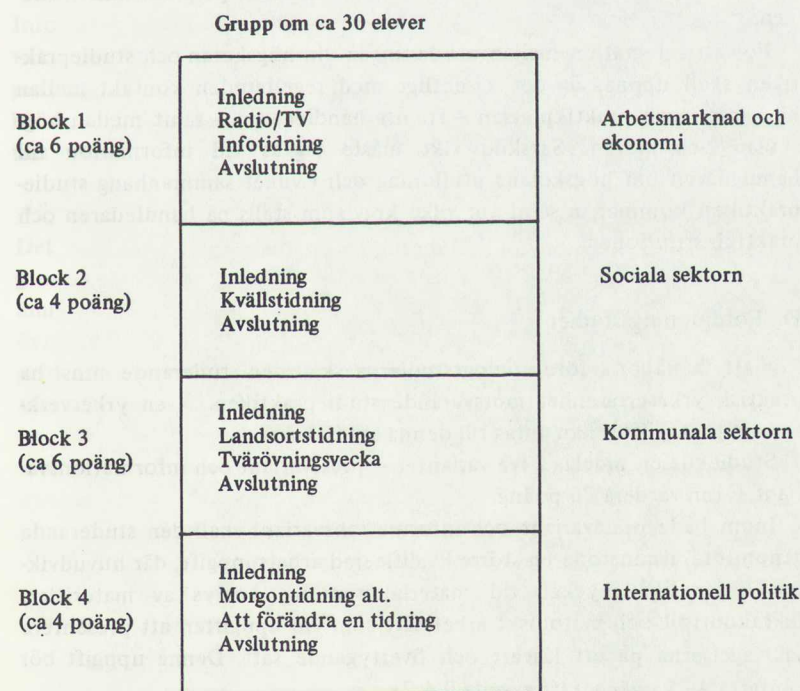 Grupp om ca 30 elever
Block 1
(ca 6 poäng)
Inledning
Radio/TV
Infotidning
Avslutning
Arbetsmarknad och
ekonomi
Block 2
(ca 4 poäng)
Inledning
Kvällstidning
Avslutning
Sociala sektorn
Block 3
(ca 6 poäng)
Inledning
Landsortstidning
Tvärövningsvecka
Avslutning
Kommunala sektorn
Block 4
(ca 4 poäng)
Inledning
Morgontidning alt.
Att förändra en tidning
Avslutning
Internationell politik